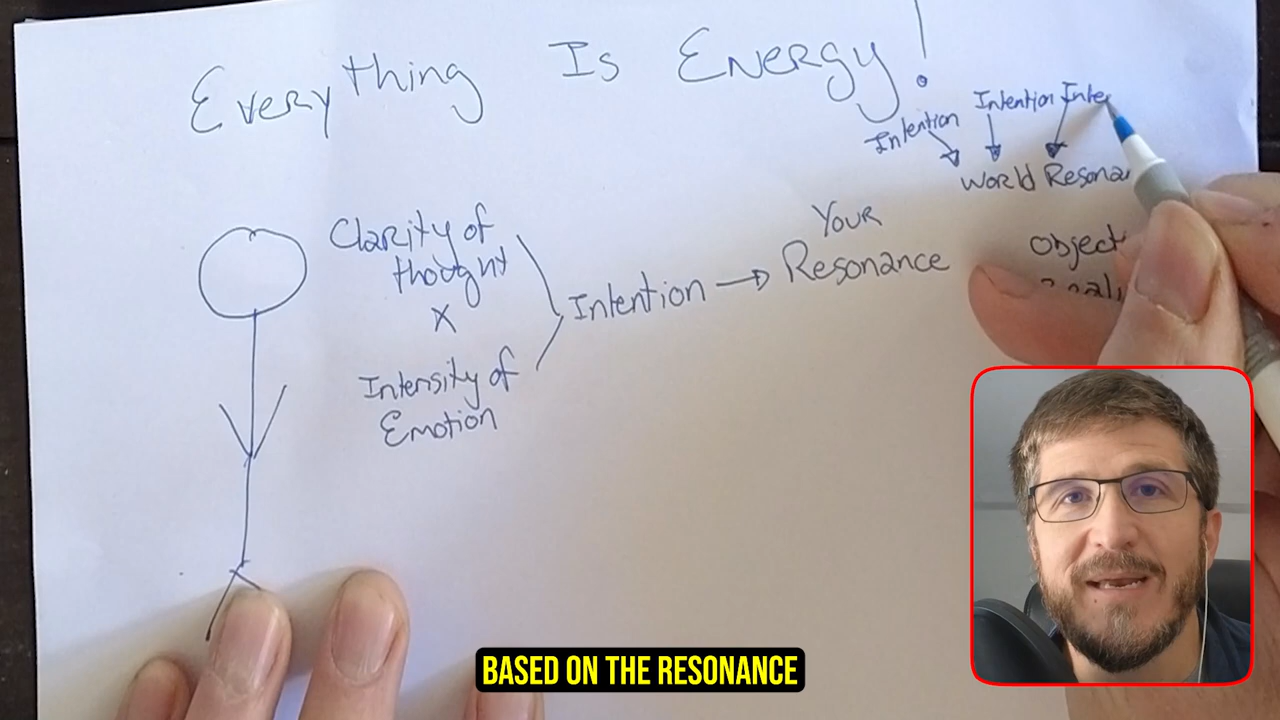 Everything Is Energy!
Intention Intention Inte
World Resona
Clarity of
thought
x
Intensity of
Emotion
Intention → Your
Resonance
Object
BASED ON THE RESONANCE